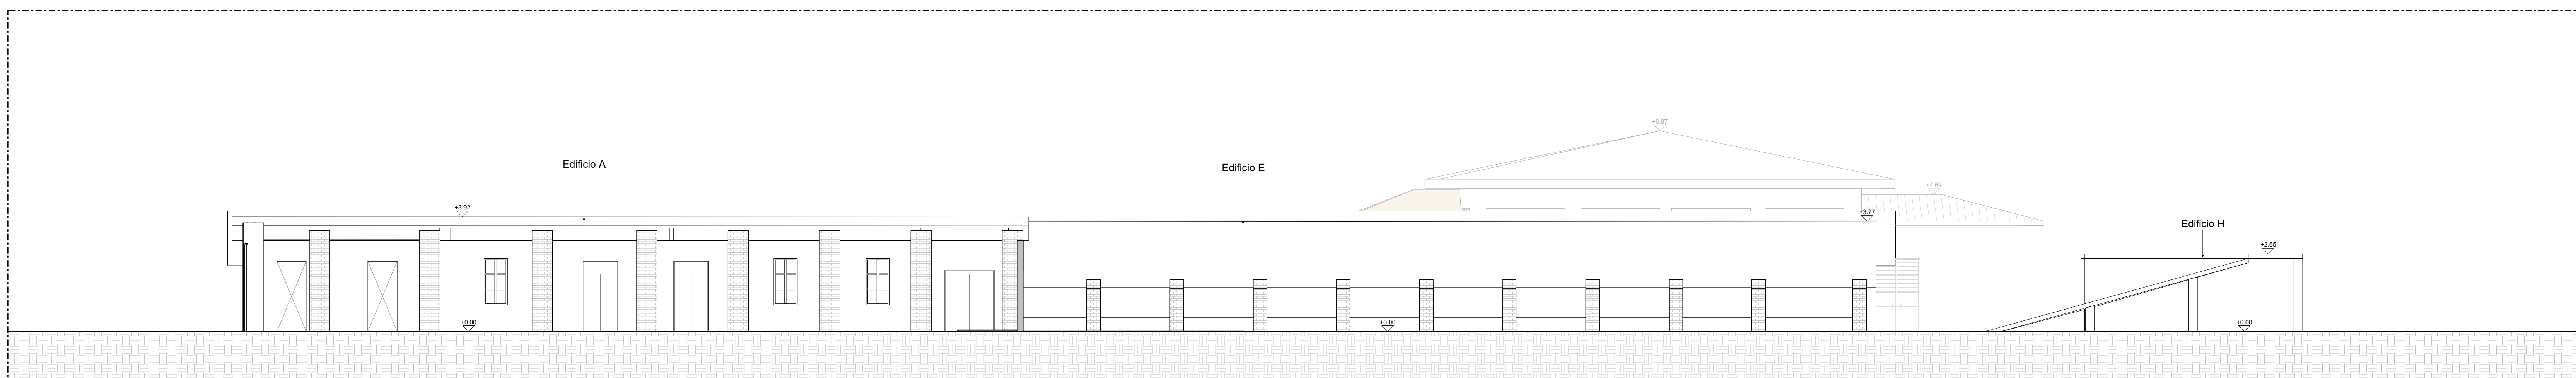 +6.87
Edificio A
Edificio E
+4.69
+3.92
+3.77
Edificio H
+2.65
+0.00
+0.00
+0.00